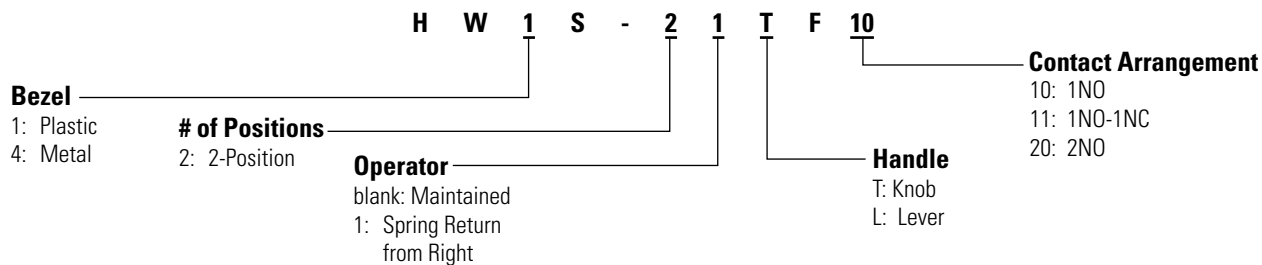 H W 1 S - 2 1 T F 10
Bezel
1: Plastic
4: Metal
# of Positions
2: 2-Position
Operator
blank: Maintained
1: Spring Return
from Right
Handle
T: Knob
L: Lever
Contact Arrangement
10: 1NO
11: 1NO-1NC
20: 2NO